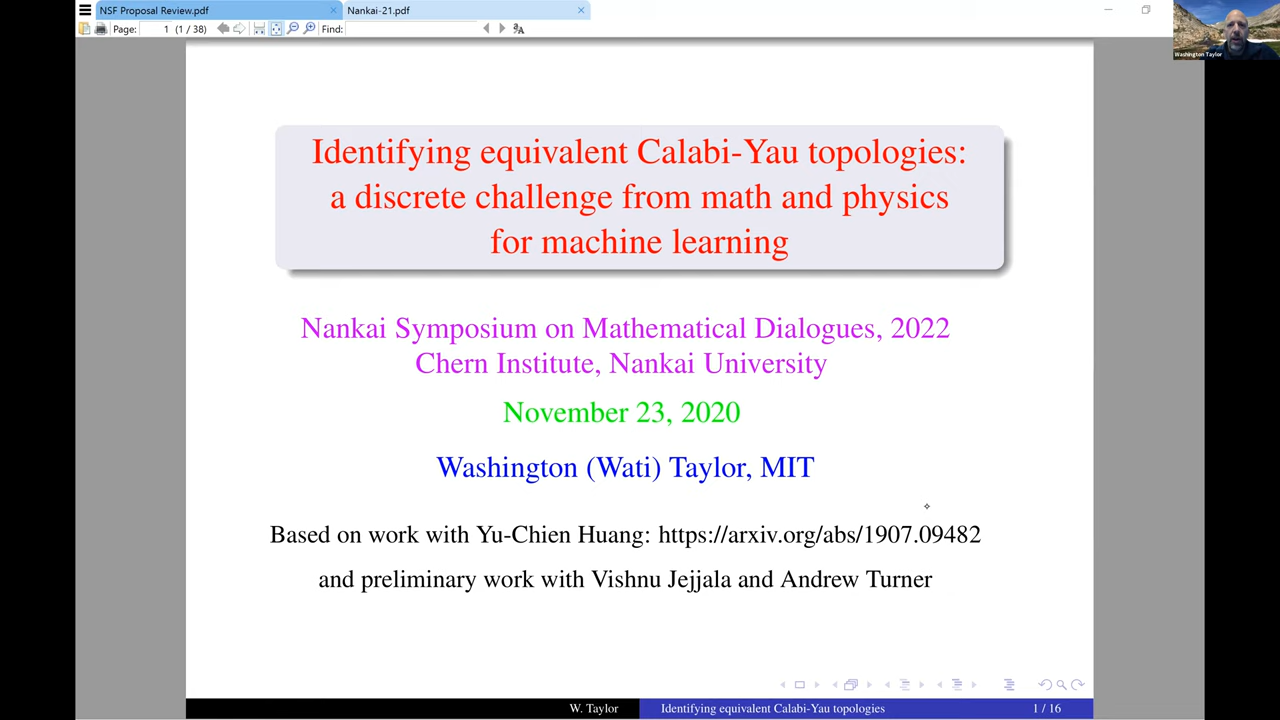 NSF Proposal Review.pdf
Nankai-21.pdf
Page: 1 (1 / 38) Find:
Washington Taylor
Identifying equivalent Calabi-Yau topologies:
a discrete challenge from math and physics
for machine learning
Nankai Symposium on Mathematical Dialogues, 2022
Chern Institute, Nankai University
November 23, 2020
Washington (Wati) Taylor, MIT
Based on work with Yu-Chien Huang: https://arxiv.org/abs/1907.09482
and preliminary work with Vishnu Jejjala and Andrew Turner
W. Taylor
Identifying equivalent Calabi-Yau topologies
1 / 16